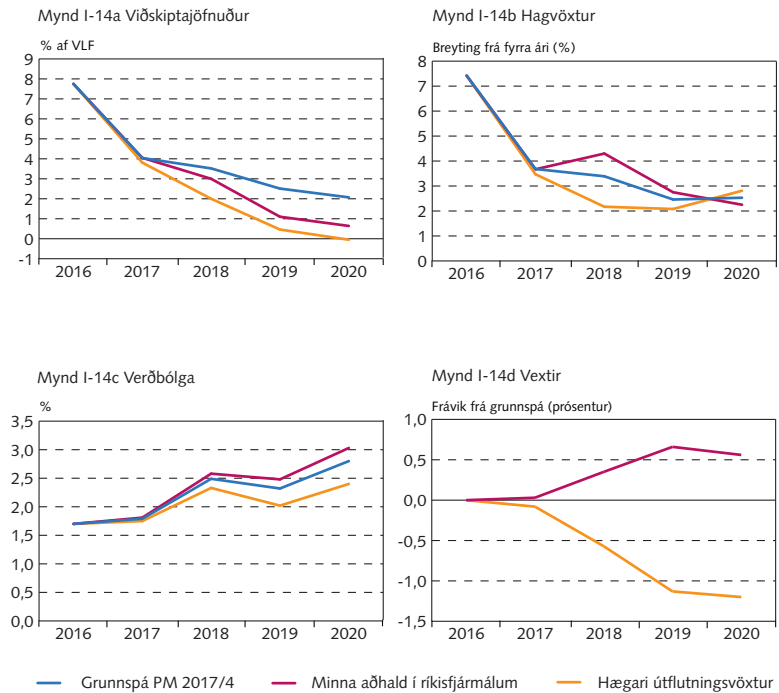 Mynd I-14a Viðskiptajöfnuður
% af VLF
9
8
7
6
5
4
3
2
1
0
-1
2016 2017 2018 2019 2020
Mynd I-14b Hagvöxtur
Breyting frá fyrra ári (%)
8
7
6
5
4
3
2
1
0
2016 2017 2018 2019 2020
Mynd I-14c Verðbólga
%
3,5
3,0
2,5
2,0
1,5
1,0
0,5
0,0
2016 2017 2018 2019 2020
Mynd I-14d Vextir
Frávik frá grunnspá (prósentur)
1,0
0,5
0,0
-0,5
-1,0
-1,5
2016 2017 2018 2019 2020
Grunnspá PM 2017/4 Minna aðhald í ríkisfjármálum Hægari útflutningsvöxtur